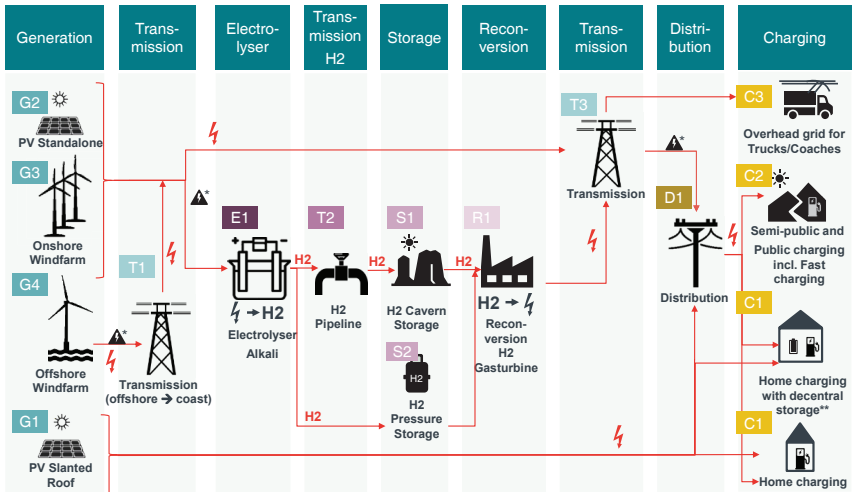 Generation
Trans-
mission
Electro-
lyser
Trans-
mission
H2
Storage
Recon-
version
Trans-
mission
Distri-
bution
Charging
G2
PV Standalone
G3
Onshore
Windfarm
G4
Offshore
Windfarm
G1
PV Slanted
Roof
*
T1
Transmission
(offshore → coast)
*
E1
→ H2
Electrolyser
Alkali
H2
H2
T2
H2
Pipeline
H2
S1
H2 Cavern
Storage
S2
H2
H2
Pressure
Storage
H2
R1
H2 →
Recon-
version
H2
Gasturbine
T3
Transmission
*
D1
Distribution
C3
Overhead grid for
Trucks/Coaches
C2
Semi-public and
Public charging
incl. Fast
charging
C1
Home charging
with decentral
storage**
C1
Home charging